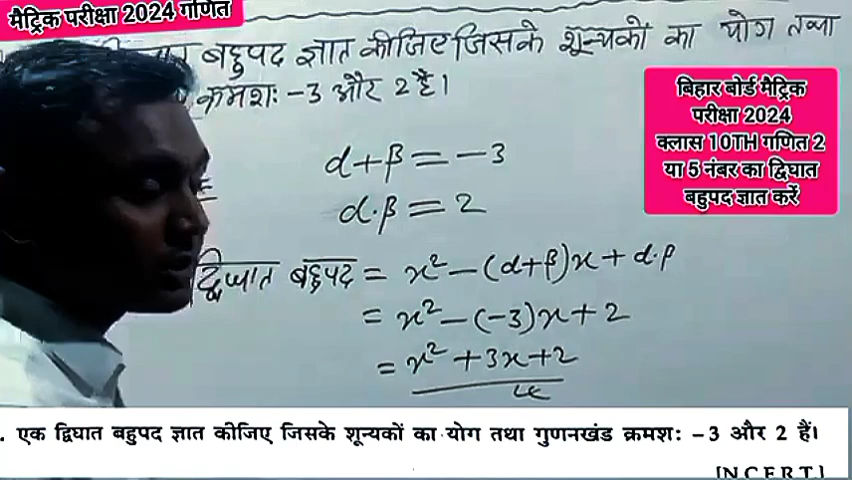 मैट्रिक परीक्षा 2024 गणित
बहुपद ज्ञात कीजिए जिसके शून्यकों का योग तथा
क्रमशः -3 और 2 है।
बिहार बोर्ड मैट्रिक
परीक्षा 2024
क्लास 10TH गणित 2
या 5 नंबर का द्विघात
बहुपद ज्ञात करें
α+β = -3
α.β = 2
द्विघात बहुपद = x² - (α+β)x + α.β
= x² - (-3)x + 2
= x² + 3x + 2
. एक द्विघात बहुपद ज्ञात कीजिए जिसके शून्यकों का योग तथा गुणनखंड क्रमशः -3 और 2 हैं।
[N.C.E.R.T.]